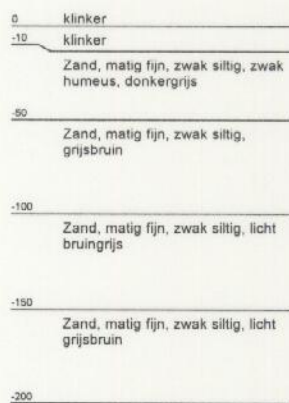 0 klinker
-10 klinker
Zand, matig fijn, zwak siltig, zwak
humeus, donkergrijs
-50
Zand, matig fijn, zwak siltig,
grijsbruin
-100
Zand, matig fijn, zwak siltig, licht
bruingrijs
-150
Zand, matig fijn, zwak siltig, licht
grijsbruin
-200